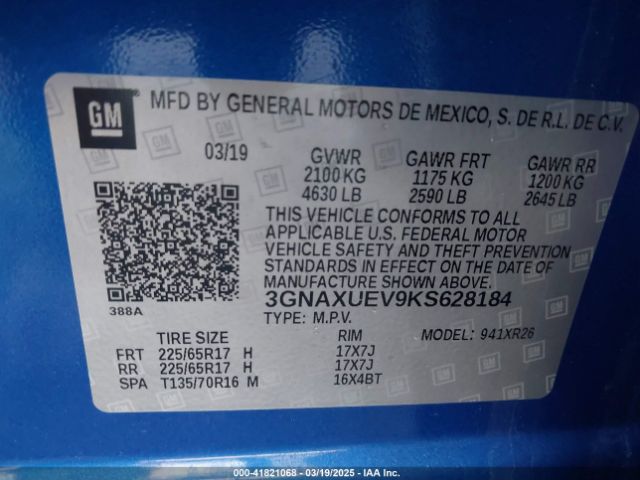 GM
MFD BY GENERAL MOTORS DE MEXICO, S. DE R.L. DE C.V.
03/19 GVWR GAWR FRT GAWR RR
2100 KG 1175 KG 1200 KG
4630 LB 2590 LB 2645 LB
THIS VEHICLE CONFORMS TO ALL
APPLICABLE U.S. FEDERAL MOTOR
VEHICLE SAFETY AND THEFT PREVENTION
STANDARDS IN EFFECT ON THE DATE OF
MANUFACTURE SHOWN ABOVE.
388A 3GNAXUEV9KS628184
TYPE: M.P.V. MODEL: 941XR26
TIRE SIZE RIM
FRT 225/65R17 H 17X7J
RR 225/65R17 H 17X7J
SPA T135/70R16 M 16X4BT
000-41821068 - 03/19/2025 - IAA Inc.